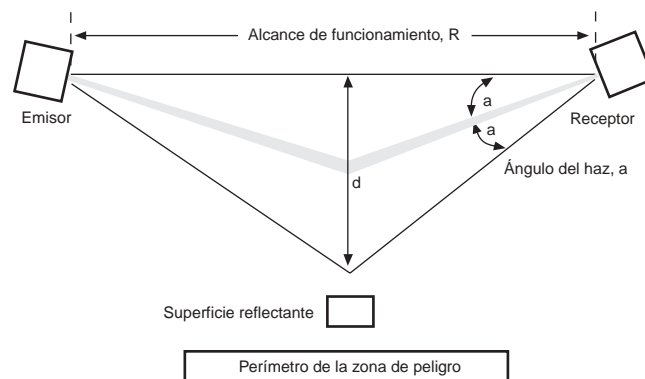 Alcance de funcionamiento, R
Emisor
a
Receptor
a
Ángulo del haz, a
d
Superficie reflectante
Perímetro de la zona de peligro